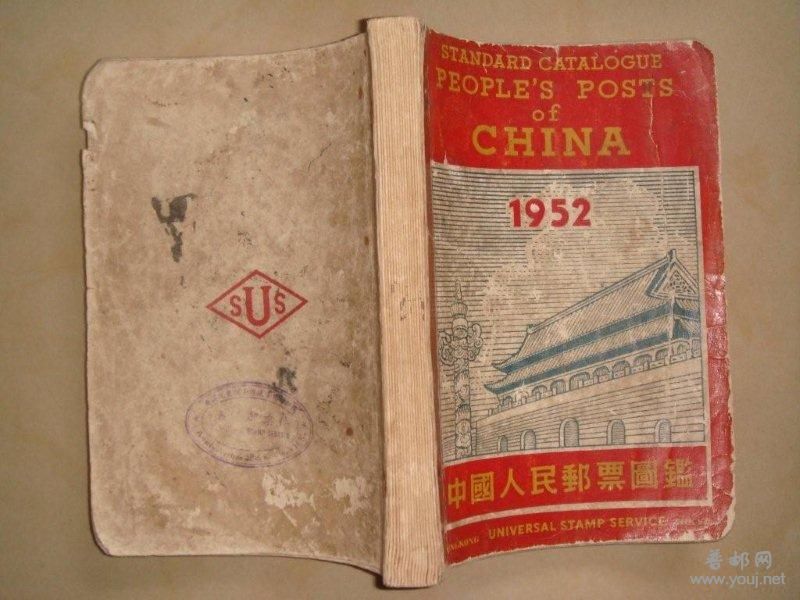 STANDARD CATALOGUE
PEOPLE'S POSTS
of
CHINA
1952
中國人民郵票圖鑑
UNIVERSAL STAMP SERVICE
SUS
普邮网
www.youj.net